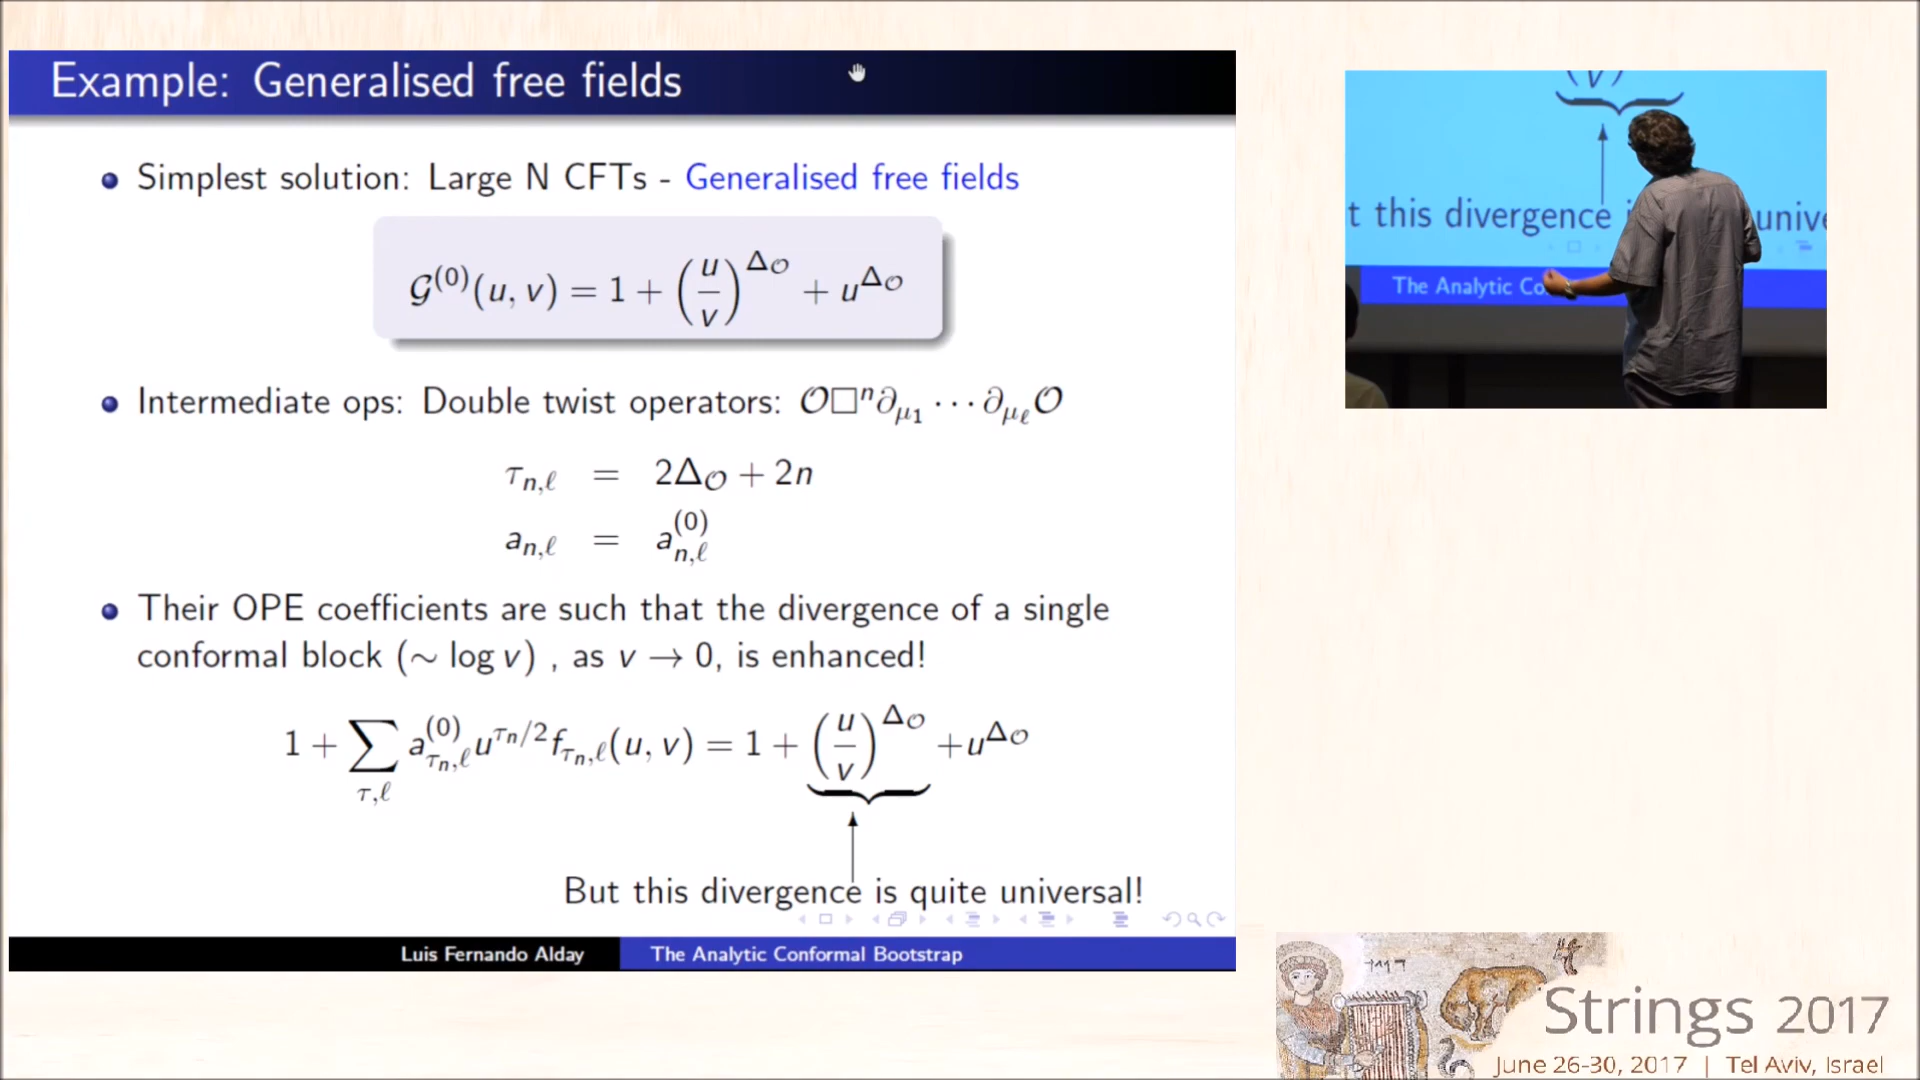 Example: Generalised free fields
Simplest solution: Large N CFTs - Generalised free fields
𝒢⁽⁰⁾(u, v) = 1 + (u/v)^Δ_𝒪 + u^Δ_𝒪
Intermediate ops: Double twist operators: 𝒪□ⁿ∂_μ₁ ··· ∂_μ_ℓ 𝒪
τ_n,ℓ = 2Δ_𝒪 + 2n
a_n,ℓ = a_n,ℓ^(0)
Their OPE coefficients are such that the divergence of a single
conformal block (∼ log v) , as v → 0, is enhanced!
1 + ∑_τ,ℓ a_τn,ℓ^(0) u^τn/2 f_τn,ℓ(u, v) = 1 + (u/v)^Δ_𝒪 + u^Δ_𝒪
But this divergence is quite universal!
Luis Fernando Alday
The Analytic Conformal Bootstrap
(v)
t this divergence
unive
The Analytic Co
Strings 2017
June 26-30, 2017 | Tel Aviv, Israel